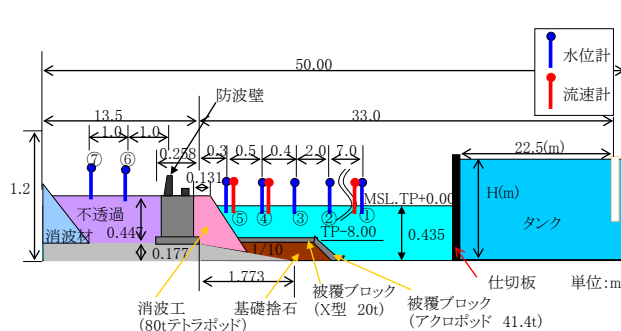 水位計
流速計
50.00
13.5
防波壁
33.0
1.0
1.0
0.258
0.131
0.3
0.5
0.4
2.0
7.0
22.5(m)
⑦
⑥
⑤
④
③
②
①
1.2
MSL.TP+0.00
H(m)
不透過
TP-8.00
タンク
消波材
0.447
0.435
0.177
1/10
1.773
仕切板
単位:m
消波工
(80tテトラポッド)
基礎捨石
被覆ブロック
(X型 20t)
被覆ブロック
(アクロポッド 41.4t)